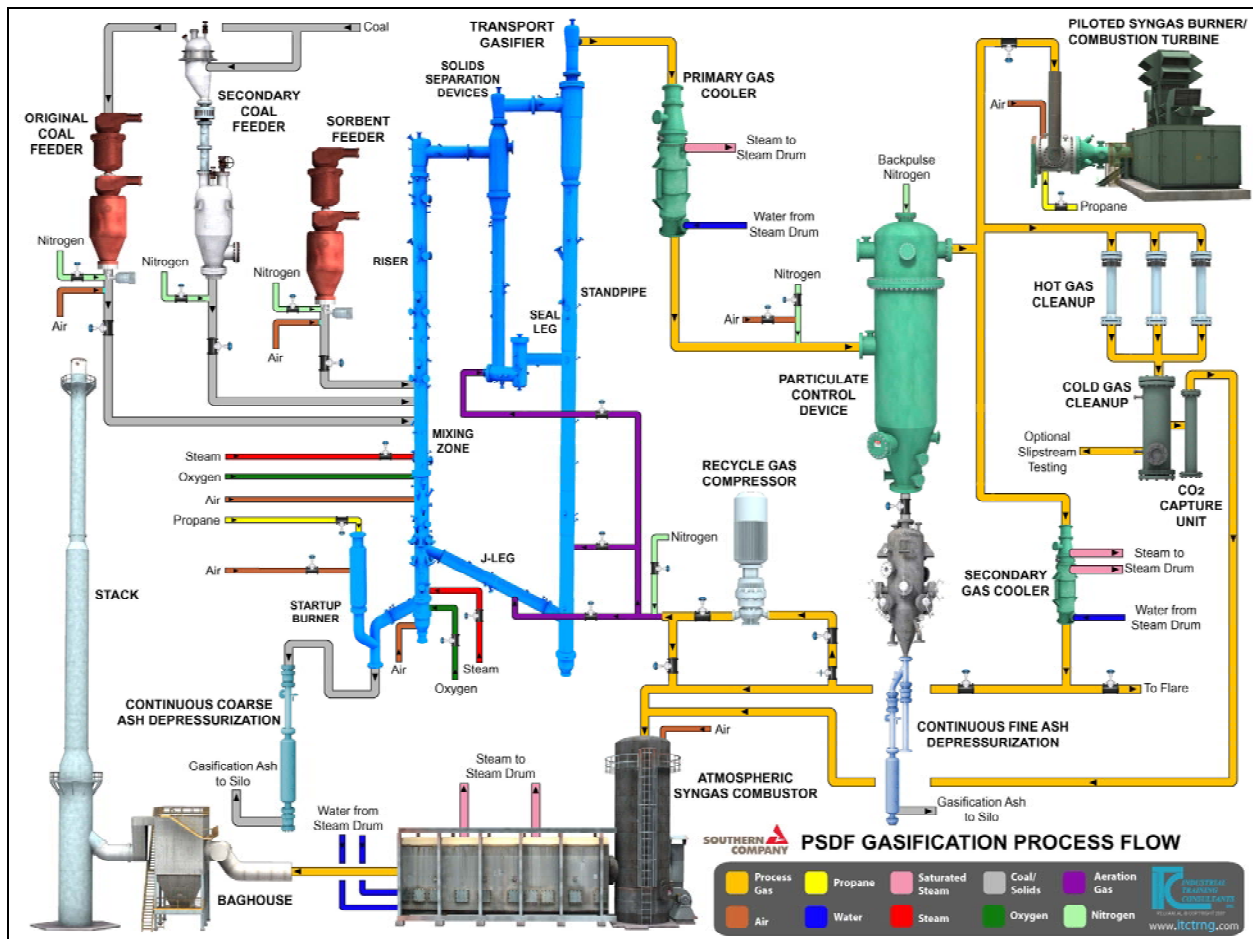 TRANSPORT
GASIFIER
PILOTED SYNGAS BURNER/
COMBUSTION TURBINE
Coal
SOLIDS
SEPARATION
DEVICES
PRIMARY GAS
COOLER
SECONDARY
COAL
FEEDER
ORIGINAL
COAL
FEEDER
SORBENT
FEEDER
Air
Steam to
Steam Drum
Backpulse
Nitrogen
Propane
Water from
Steam Drum
Nitrogen
Nitrogen
Nitrogen
RISER
Nitrogen
STANDPIPE
HOT GAS
CLEANUP
SEAL
LEG
Air
Air
Air
PARTICULATE
CONTROL
DEVICE
COLD GAS
CLEANUP
MIXING
ZONE
Optional
Slipstream
Testing
Steam
Oxygen
RECYCLE GAS
COMPRESSOR
Air
CO2
CAPTURE
UNIT
Propane
Nitrogen
J-LEG
Steam to
Steam Drum
Air
SECONDARY
GAS COOLER
STACK
STARTUP
BURNER
Water from
Steam Drum
Air
Steam
Oxygen
To Flare
CONTINUOUS COARSE
ASH DEPRESSURIZATION
CONTINUOUS FINE ASH
DEPRESSURIZATION
Air
Gasification Ash
to Silo
Steam to
Steam Drum
ATMOSPHERIC
SYNGAS COMBUSTOR
Water from
Steam Drum
Gasification Ash
to Silo
SOUTHERN
COMPANY
PSDF GASIFICATION PROCESS FLOW
BAGHOUSE
Process
Gas
Propane
Saturated
Steam
Coal/
Solids
Aeration
Gas
Air
Water
Steam
Oxygen
Nitrogen
INDUSTRIAL
TRAINING
CONSULTANTS
www.itctrng.com